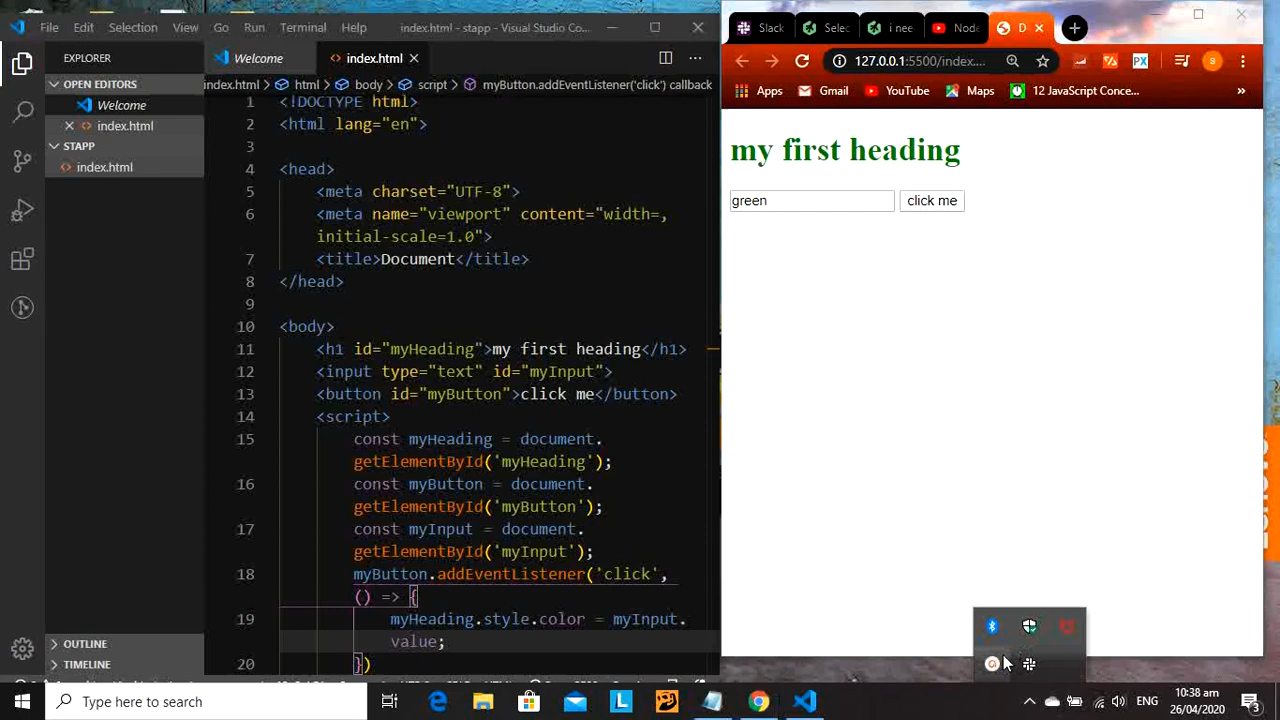 File Edit Selection View Go Run Terminal Help index.html - stapp - Visual Studio Co...
EXPLORER
OPEN EDITORS
Welcome
index.html
STAPP
index.html
OUTLINE
TIMELINE
Welcome index.html
index.html html body script myButton.addEventListener('click') callback
1 <!DOCTYPE html>
2 <html lang="en">
3
4 <head>
5 <meta charset="UTF-8">
6 <meta name="viewport" content="width=,
initial-scale=1.0">
7 <title>Document</title>
8 </head>
9
10 <body>
11 <h1 id="myHeading">my first heading</h1>
12 <input type="text" id="myInput">
13 <button id="myButton">click me</button>
14 <script>
15 const myHeading = document.
getElementById('myHeading');
16 const myButton = document.
getElementById('myButton');
17 const myInput = document.
getElementById('myInput');
18 myButton.addEventListener('click',
() => {
19 myHeading.style.color = myInput.
value;
20 })
Slack Selec i nee Node D
127.0.0.1:5500/index....
Apps Gmail YouTube Maps 12 JavaScript Conce... »
my first heading
green click me
Type here to search
ENG
10:38 am
26/04/2020
3